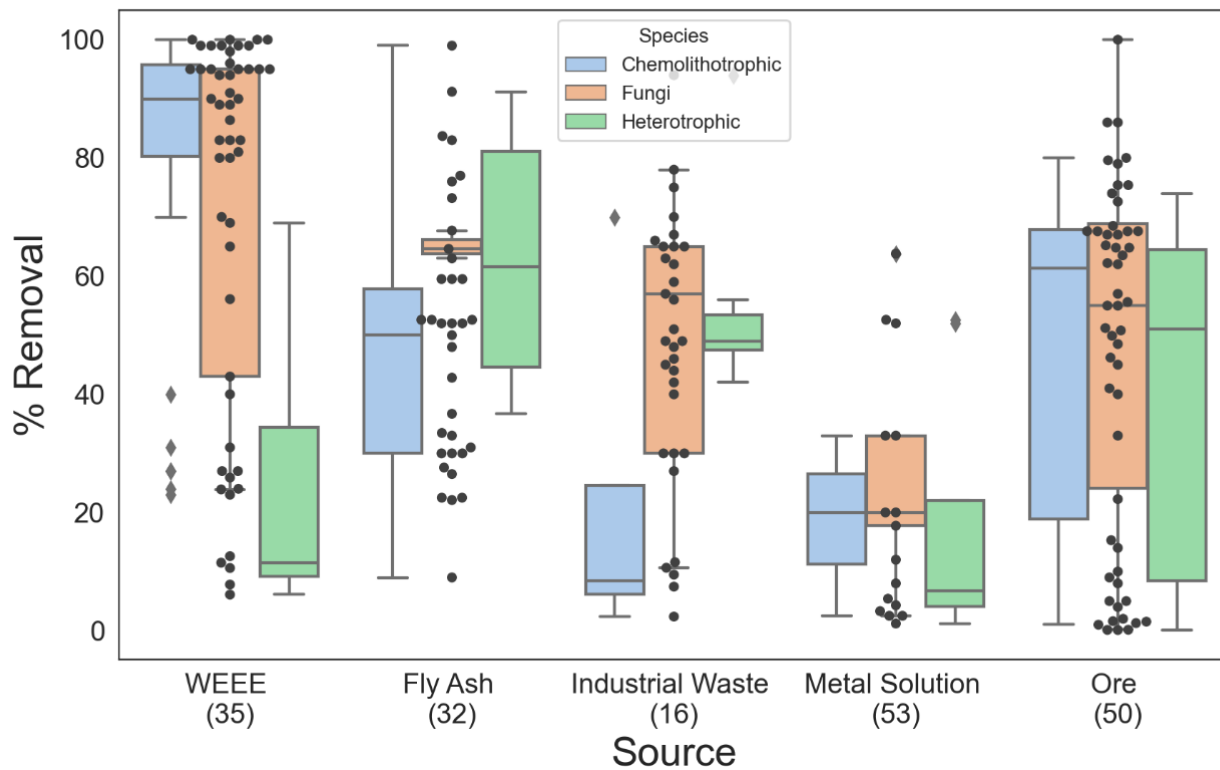 % Removal
100
80
60
40
20
0
Species
Chemolithotrophic
Fungi
Heterotrophic
WEEE
(35)
Fly Ash
(32)
Industrial Waste
(16)
Metal Solution
(53)
Ore
(50)
Source